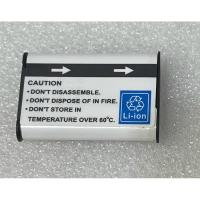 CAUTION
• DON'T DISASSEMBLE.
• DON'T DISPOSE OF IN FIRE.
• DON'T STORE IN
TEMPERATURE OVER 60°C.
Li-ion